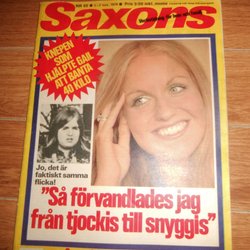 Saxons
KNEPEN
SOM
HJÄLPTE GAIL
ATT BANTA
40 KILO
Jo, det är
faktiskt samma
flicka!
"Så förvandlades jag
från tjockis till snyggis"